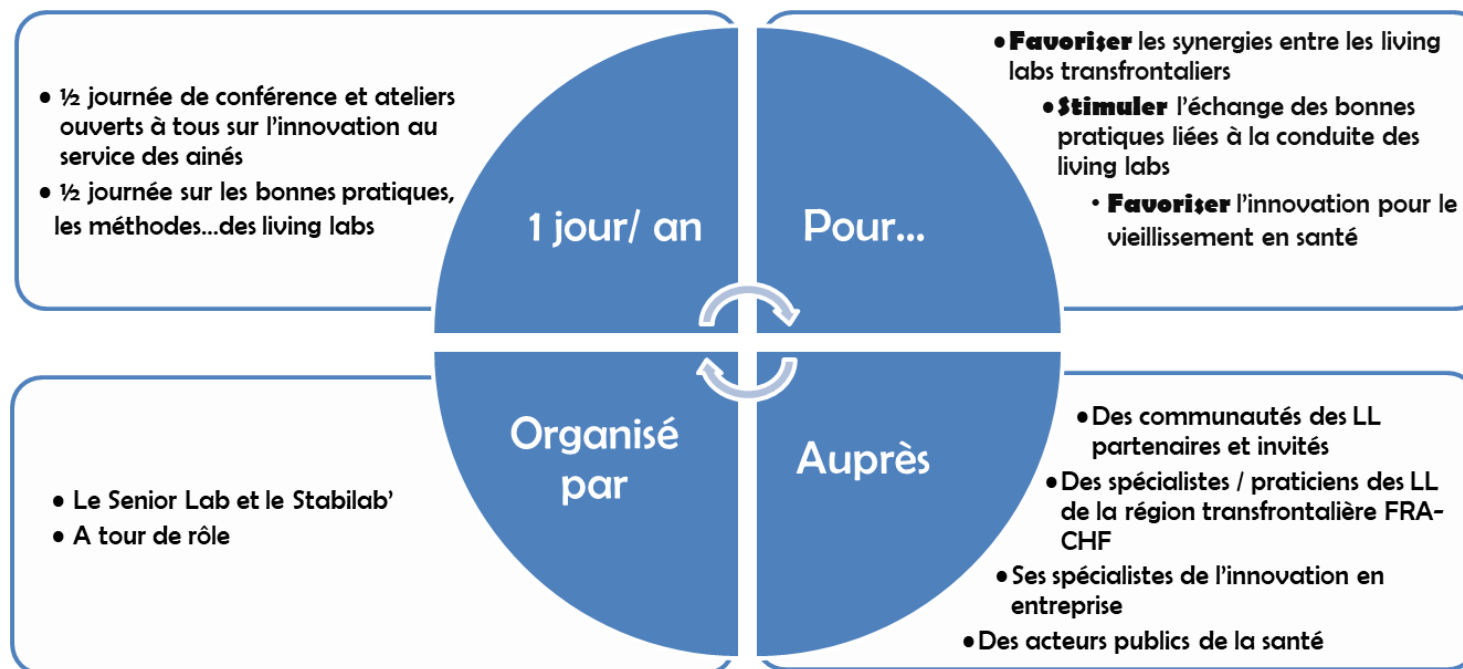 • ½ journée de conférence et ateliers
ouverts à tous sur l'innovation au
service des ainés
• ½ journée sur les bonnes pratiques,
les méthodes...des living labs
1 jour/ an
Pour...
• Favoriser les synergies entre les living
labs transfrontaliers
• Stimuler l'échange des bonnes
pratiques liées à la conduite des
living labs
• Favoriser l'innovation pour le
vieillissement en santé
• Le Senior Lab et le Stabilab'
• A tour de rôle
Organisé
par
Auprès
• Des communautés des LL
partenaires et invités
• Des spécialistes / praticiens des LL
de la région transfrontalière FRA-
CHF
• Ses spécialistes de l'innovation en
entreprise
• Des acteurs publics de la santé